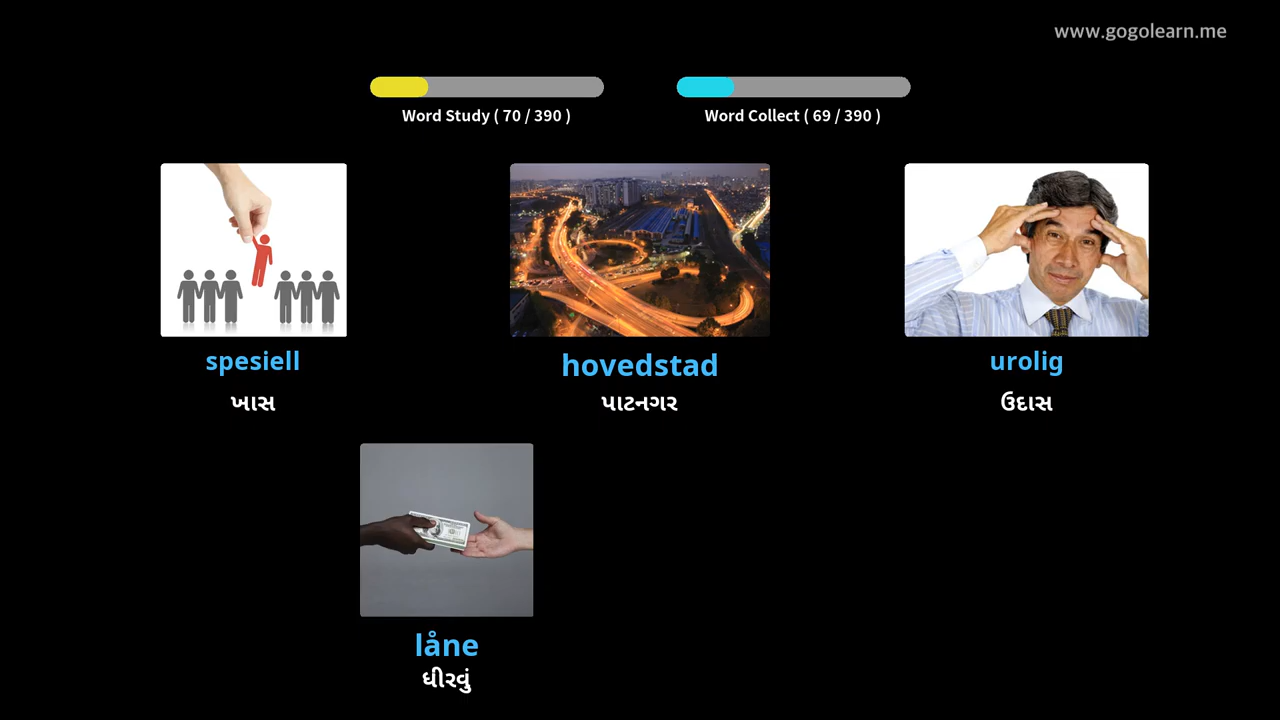 www.gogolearn.me
Word Study ( 70 / 390 )
Word Collect ( 69 / 390 )
spesiell
hovedstad
urolig
ખાસ
પાટનગર
ઉદાસ
låne
ધીરવું